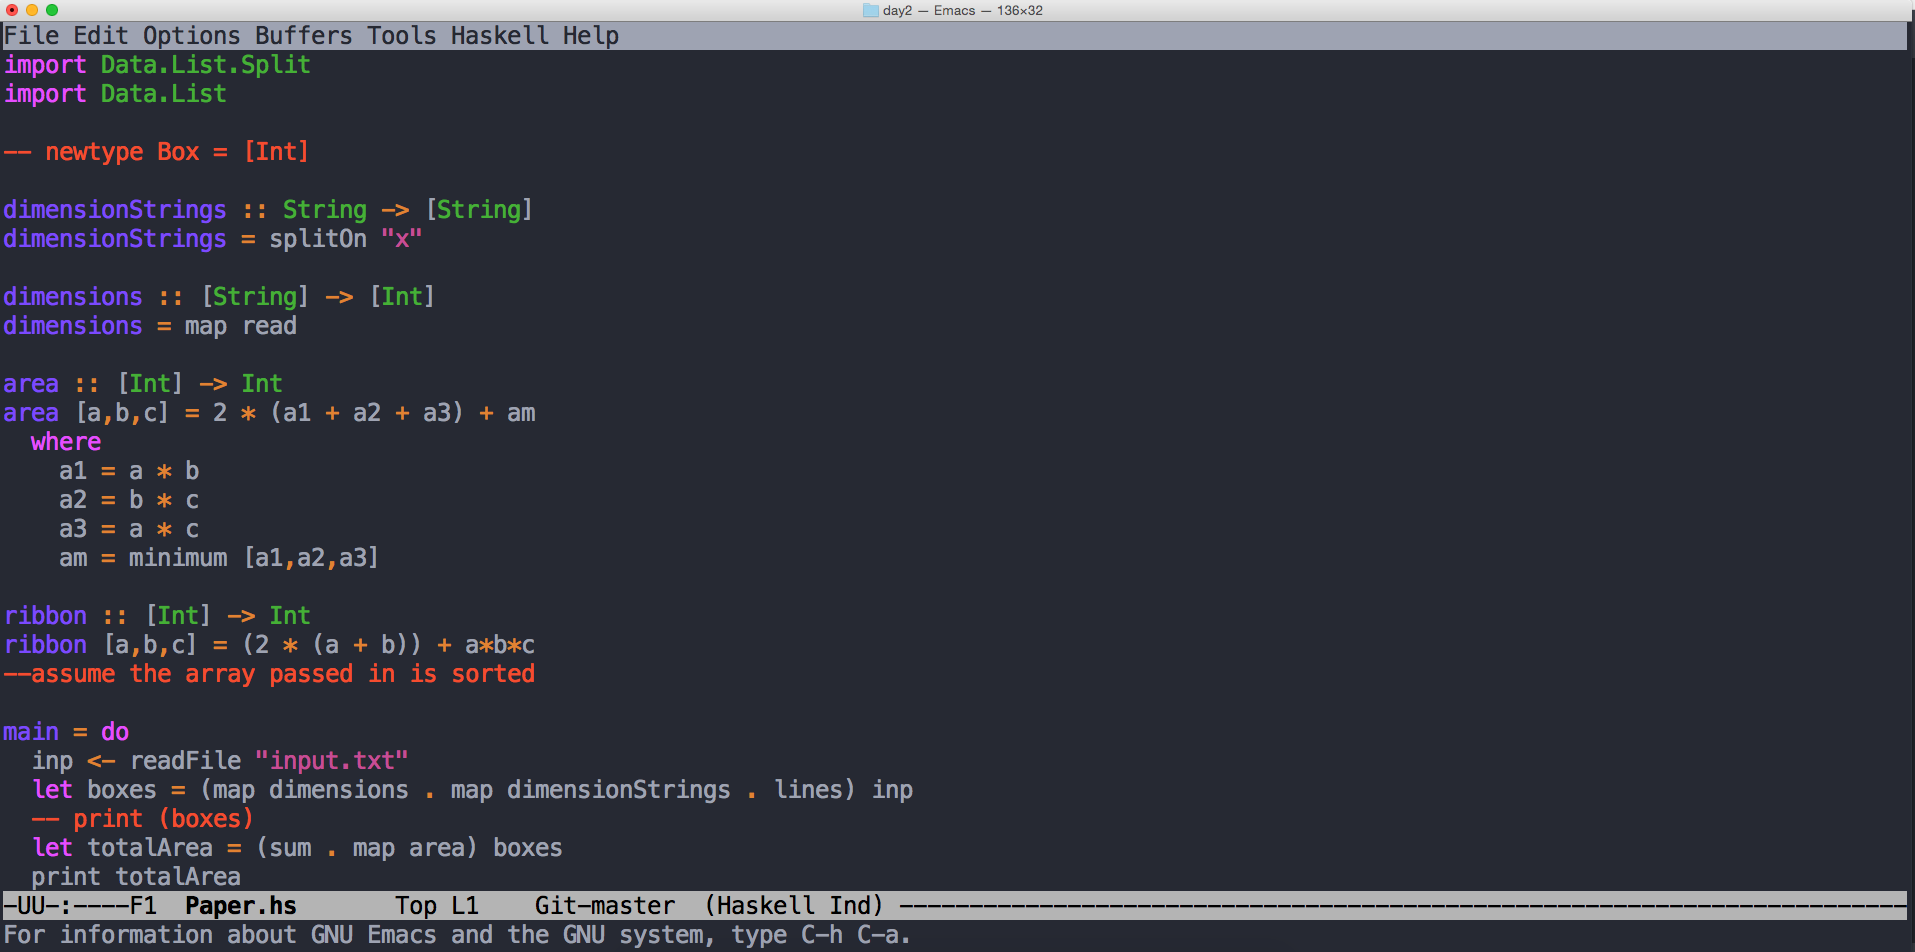 day2 — Emacs — 136×32
File Edit Options Buffers Tools Haskell Help
import Data.List.Split
import Data.List

-- newtype Box = [Int]

dimensionStrings :: String -> [String]
dimensionStrings = splitOn "x"

dimensions :: [String] -> [Int]
dimensions = map read

area :: [Int] -> Int
area [a,b,c] = 2 * (a1 + a2 + a3) + am
  where
    a1 = a * b
    a2 = b * c
    a3 = a * c
    am = minimum [a1,a2,a3]

ribbon :: [Int] -> Int
ribbon [a,b,c] = (2 * (a + b)) + a*b*c
--assume the array passed in is sorted

main = do
  inp <- readFile "input.txt"
  let boxes = (map dimensions . map dimensionStrings . lines) inp
  -- print (boxes)
  let totalArea = (sum . map area) boxes
  print totalArea
-UU-:----F1  Paper.hs       Top L1    Git-master  (Haskell Ind) ------------------------------------------------------------------------
For information about GNU Emacs and the GNU system, type C-h C-a.